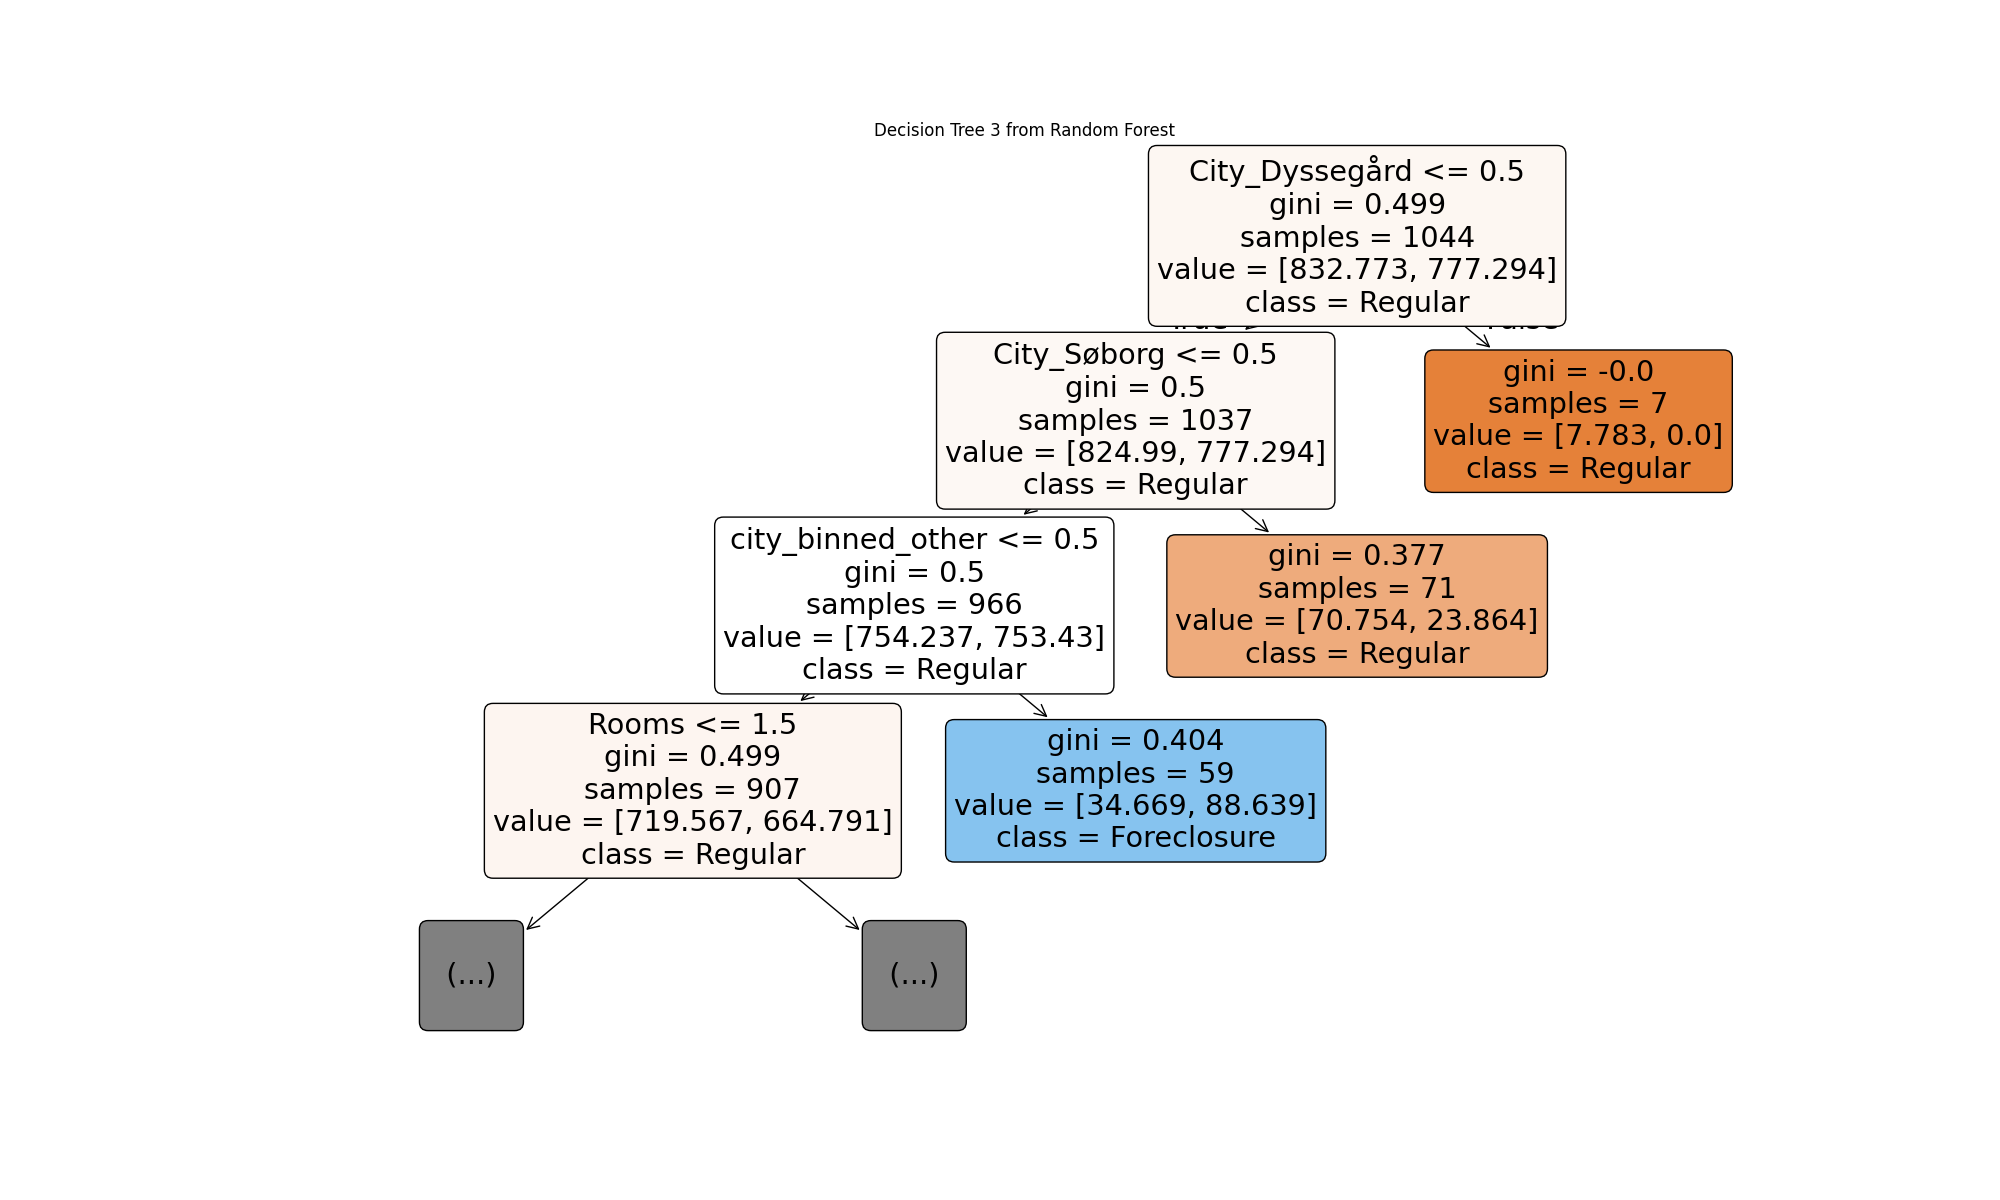 Decision Tree 3 from Random Forest
City_Dyssegård <= 0.5
gini = 0.499
samples = 1044
value = [832.773, 777.294]
class = Regular
City_Søborg <= 0.5
gini = 0.5
samples = 1037
value = [824.99, 777.294]
class = Regular
gini = -0.0
samples = 7
value = [7.783, 0.0]
class = Regular
city_binned_other <= 0.5
gini = 0.5
samples = 966
value = [754.237, 753.43]
class = Regular
gini = 0.377
samples = 71
value = [70.754, 23.864]
class = Regular
Rooms <= 1.5
gini = 0.499
samples = 907
value = [719.567, 664.791]
class = Regular
gini = 0.404
samples = 59
value = [34.669, 88.639]
class = Foreclosure
(...)
(...)